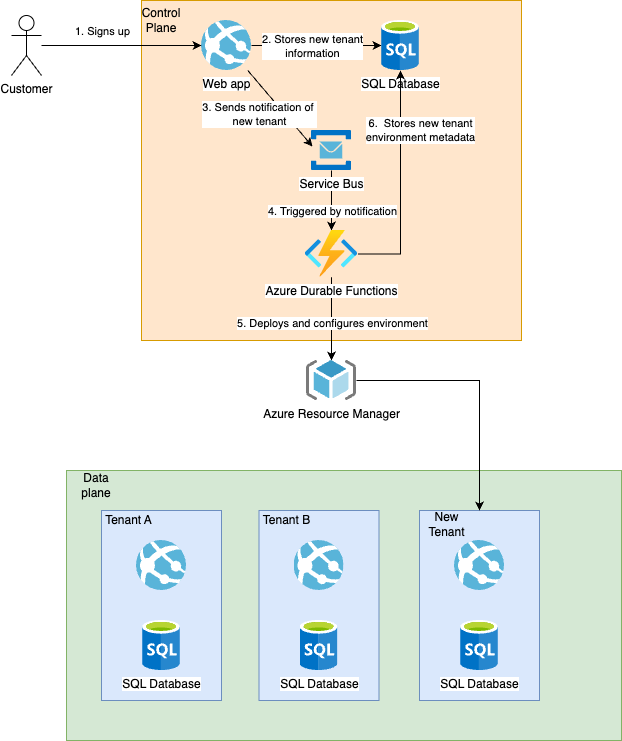 Control
Plane
1. Signs up
2. Stores new tenant
information
SQL
Customer
Web app
SQL Database
3. Sends notification of
new tenant
6.  Stores new tenant
environment metadata
Service Bus
4. Triggered by notification
Azure Durable Functions
5. Deploys and configures environment
Azure Resource Manager
Data
plane
Tenant A
SQL
SQL Database
Tenant B
SQL
SQL Database
New
Tenant
SQL
SQL Database